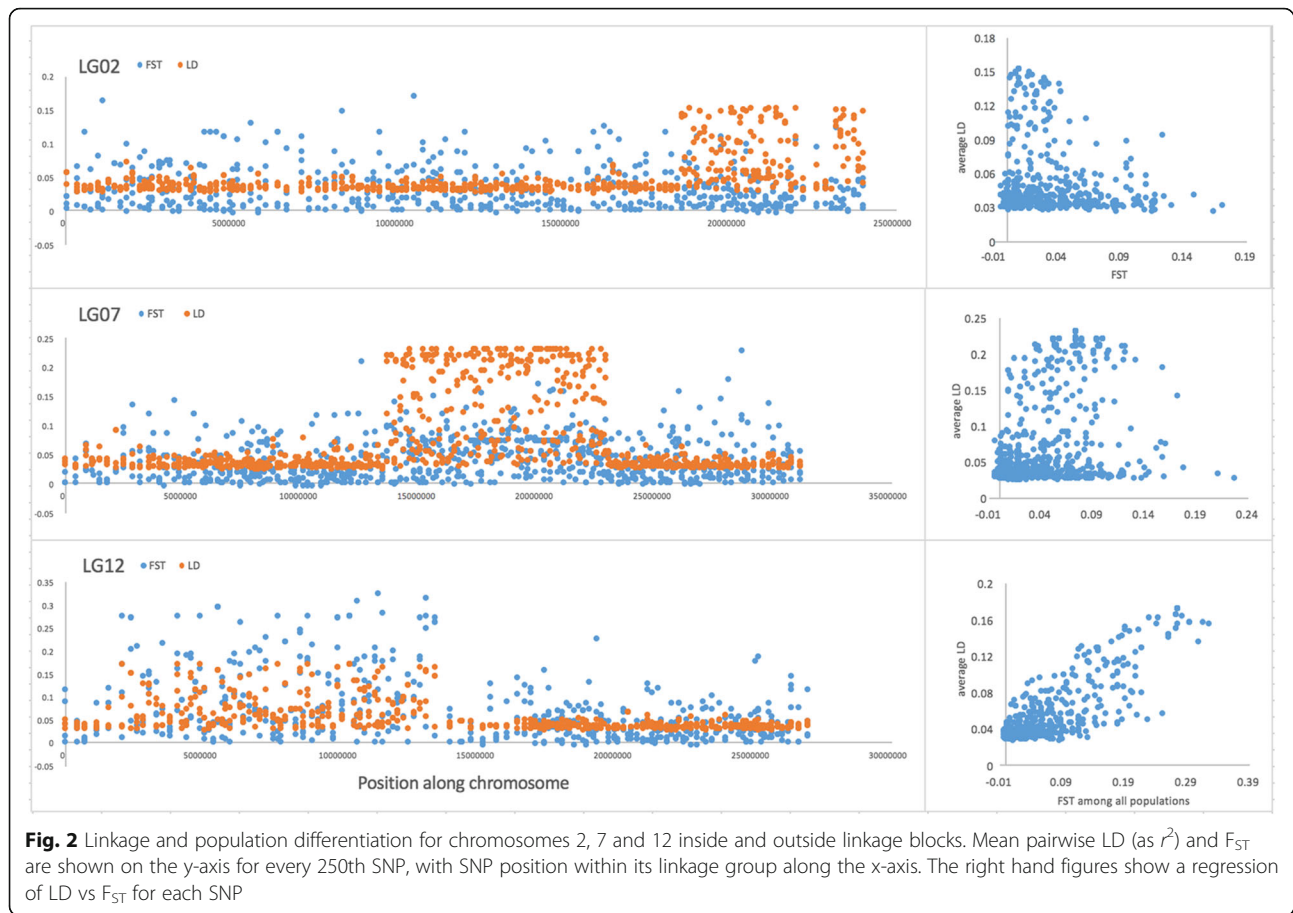 LG02
FST LD
0.2
0.15
0.1
0.05
0
-0.05
0 5000000 10000000 15000000 20000000 25000000
0.18
0.15
0.12
0.09
0.06
0.03
0
-0.01 0.04 0.09 0.14 0.19
average LD
FST
LG07
FST LD
0.25
0.2
0.15
0.1
0.05
0
-0.05
0 5000000 10000000 15000000 20000000 25000000 30000000 35000000
0.25
0.2
0.15
0.1
0.05
0
-0.01 0.04 0.09 0.14 0.19 0.24
average LD
LG12
FST LD
0.35
0.3
0.25
0.2
0.15
0.1
0.05
0
-0.05
0 5000000 10000000 15000000 20000000 25000000 30000000
Position along chromosome
0.2
0.16
0.12
0.08
0.04
0
-0.01 0.09 0.19 0.29 0.39
average LD
FST among all populations
Fig. 2 Linkage and population differentiation for chromosomes 2, 7 and 12 inside and outside linkage blocks. Mean pairwise LD (as r²) and FST
are shown on the y-axis for every 250th SNP, with SNP position within its linkage group along the x-axis. The right hand figures show a regression
of LD vs FST for each SNP